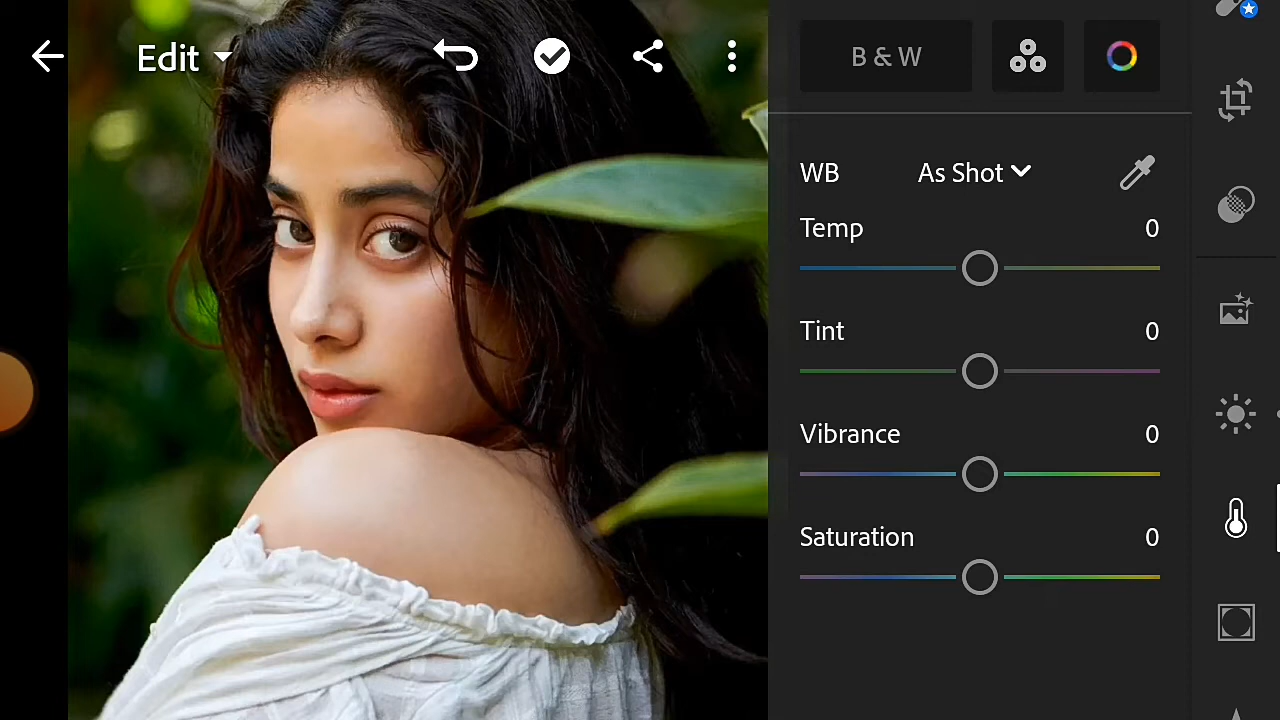 Edit
B & W
WB As Shot
Temp 0
Tint 0
Vibrance 0
Saturation 0